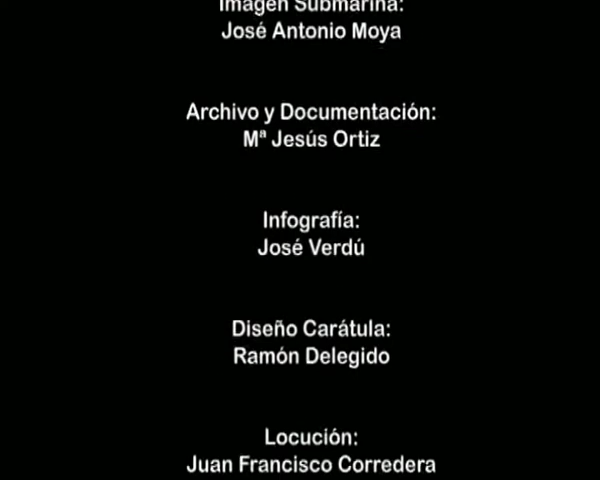 Imagen Submarina:
José Antonio Moya
Archivo y Documentación:
Mª Jesús Ortiz
Infografía:
José Verdú
Diseño Carátula:
Ramón Delegido
Locución:
Juan Francisco Corredera